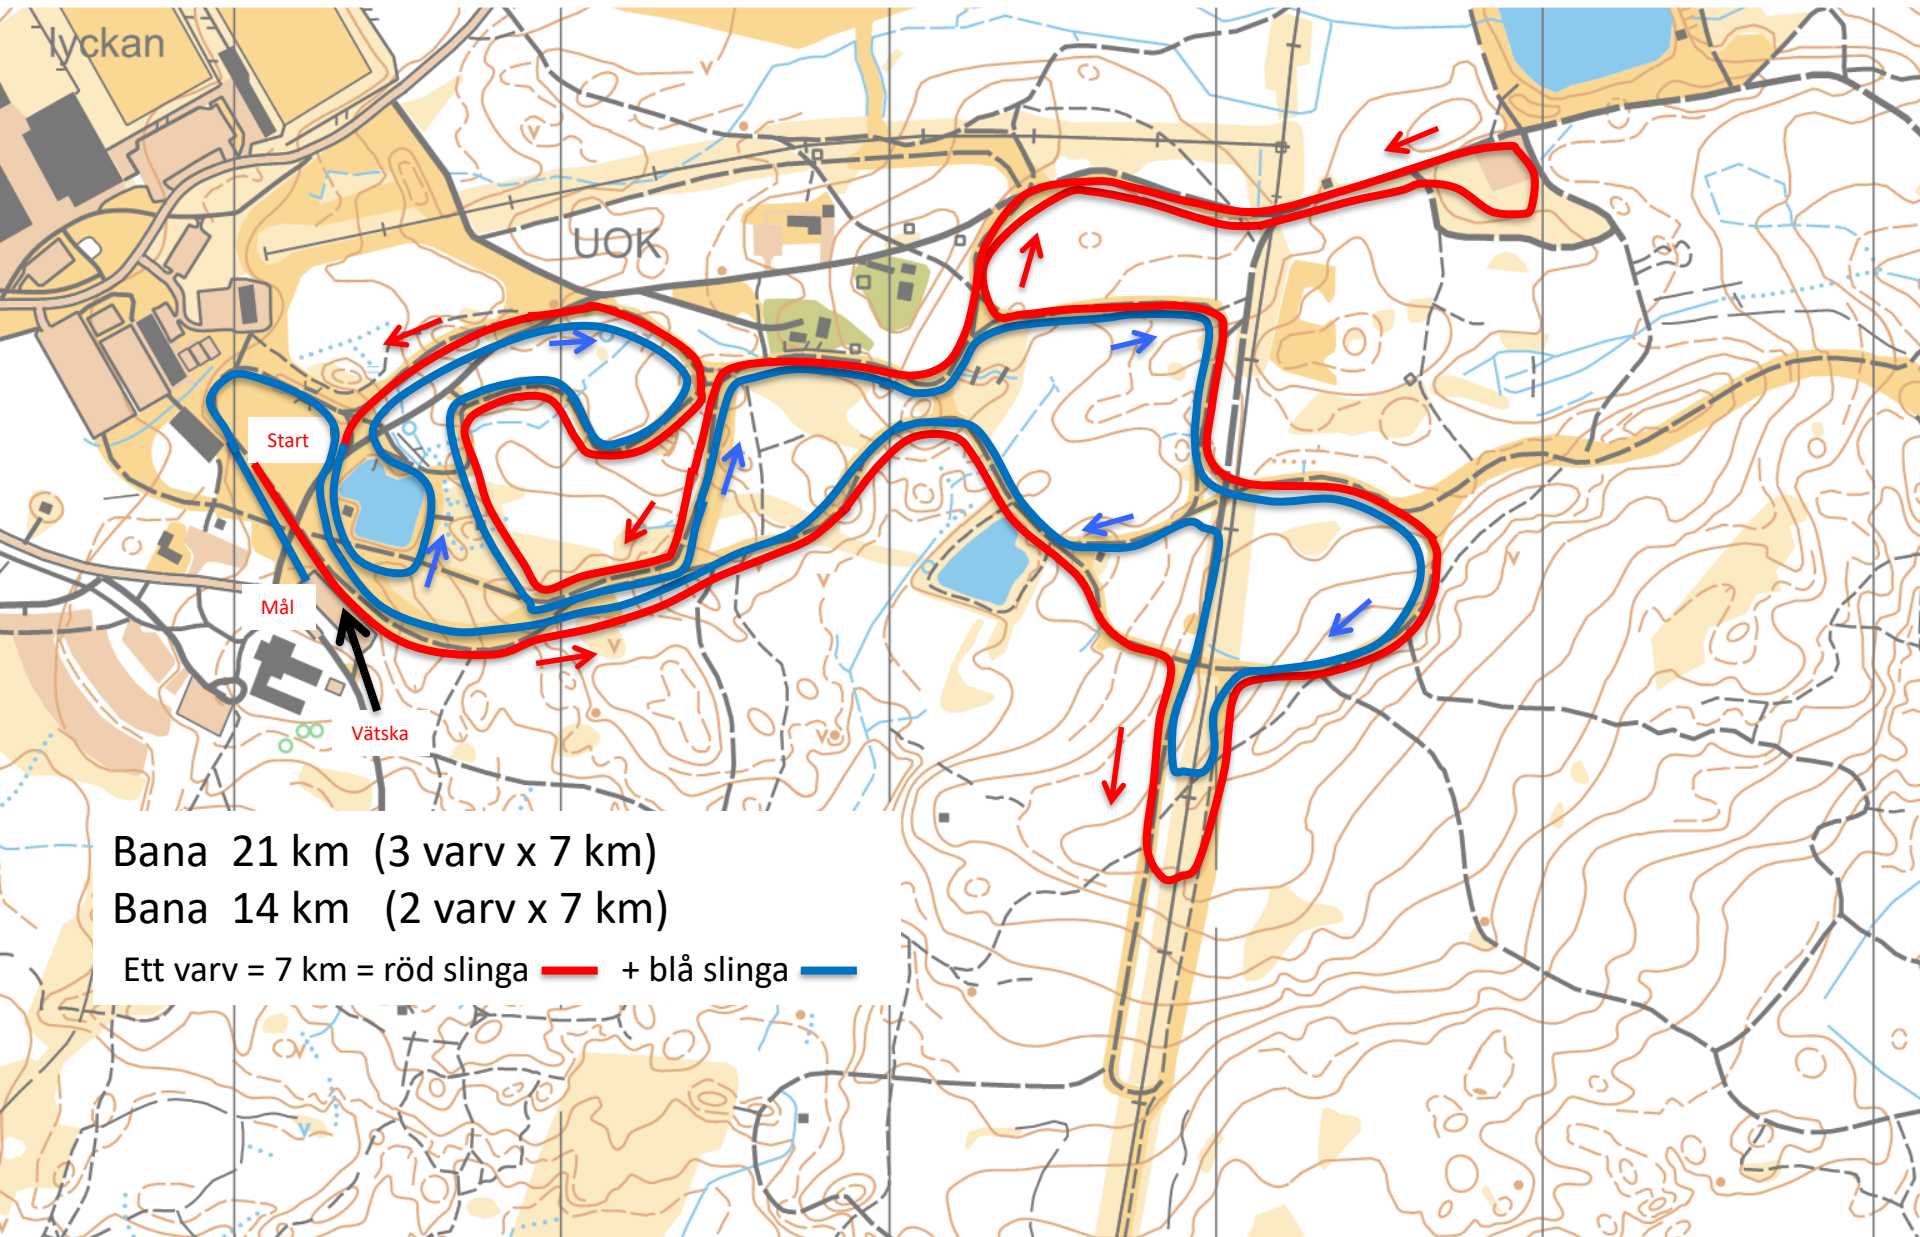 lyckan
UOK
Start
Mål
Vätska
Bana 21 km (3 varv x 7 km)
Bana 14 km (2 varv x 7 km)
Ett varv = 7 km = röd slinga + blå slinga